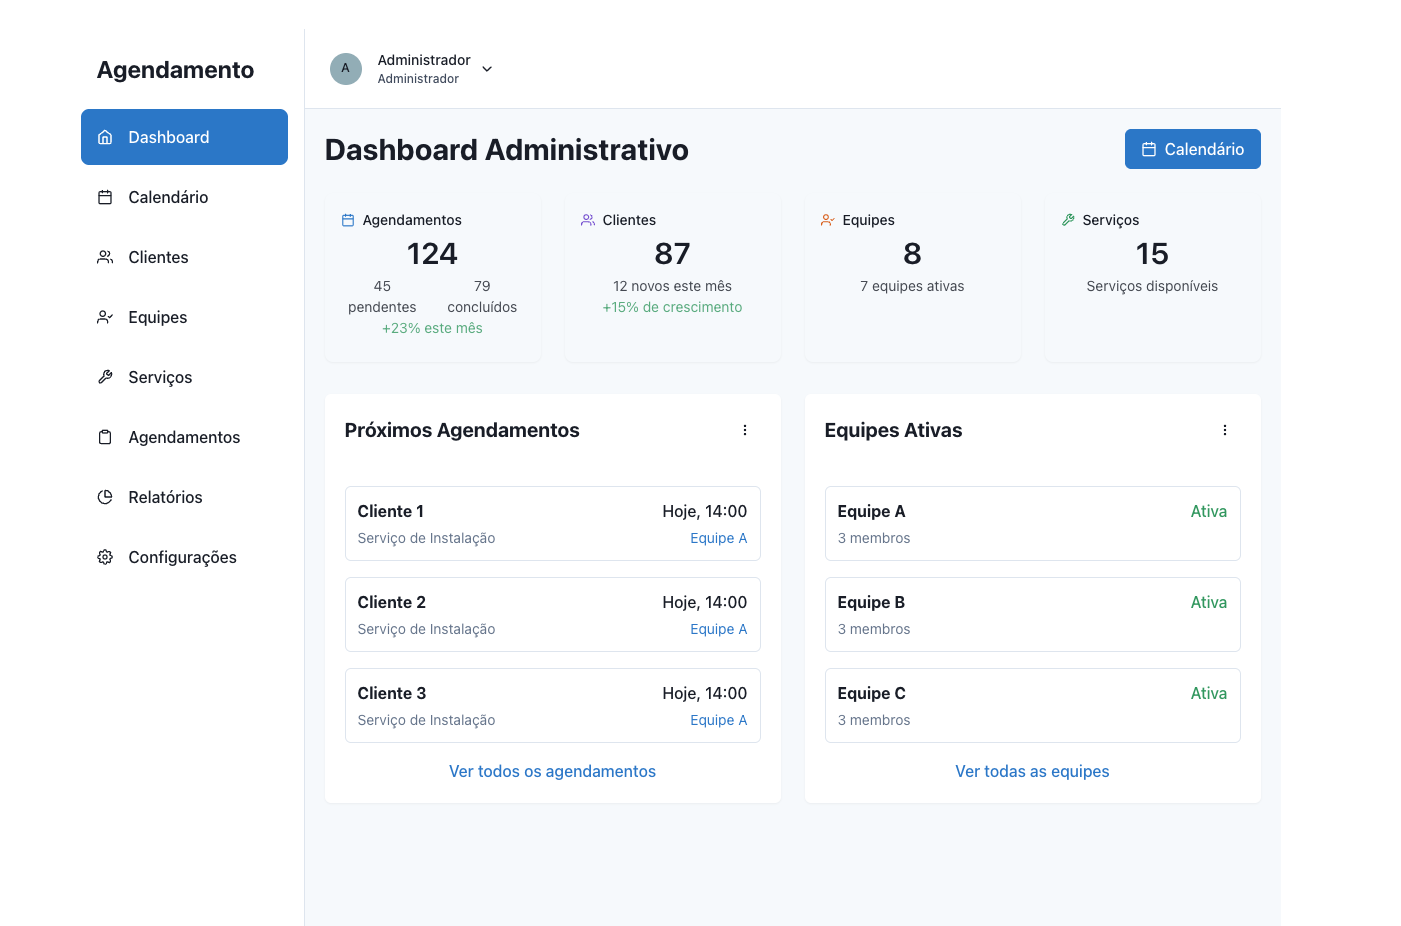 Agendamento
Dashboard
Calendário
Clientes
Equipes
Serviços
Agendamentos
Relatórios
Configurações
A
Administrador
Administrador
Dashboard Administrativo
Calendário
Agendamentos
124
45 pendentes
79 concluídos
+23% este mês
Clientes
87
12 novos este mês
+15% de crescimento
Equipes
8
7 equipes ativas
Serviços
15
Serviços disponíveis
Próximos Agendamentos
Cliente 1 Hoje, 14:00
Serviço de Instalação Equipe A
Cliente 2 Hoje, 14:00
Serviço de Instalação Equipe A
Cliente 3 Hoje, 14:00
Serviço de Instalação Equipe A
Ver todos os agendamentos
Equipes Ativas
Equipe A Ativa
3 membros
Equipe B Ativa
3 membros
Equipe C Ativa
3 membros
Ver todas as equipes